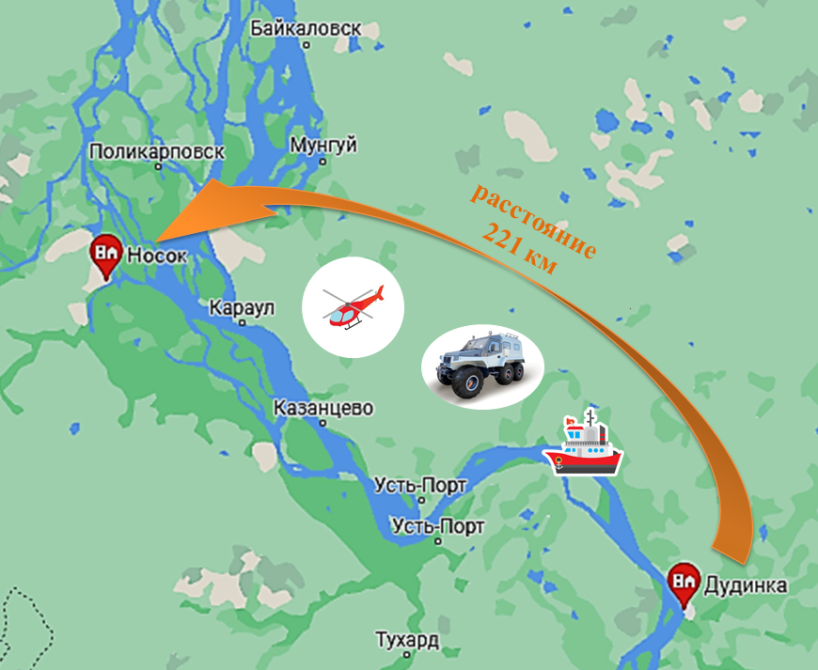 Байкаловск
Поликарповск
Мунгуй
расстояние
221 км
Носок
Караул
Казанцево
Усть-Порт
Усть-Порт
Дудинка
Тухард